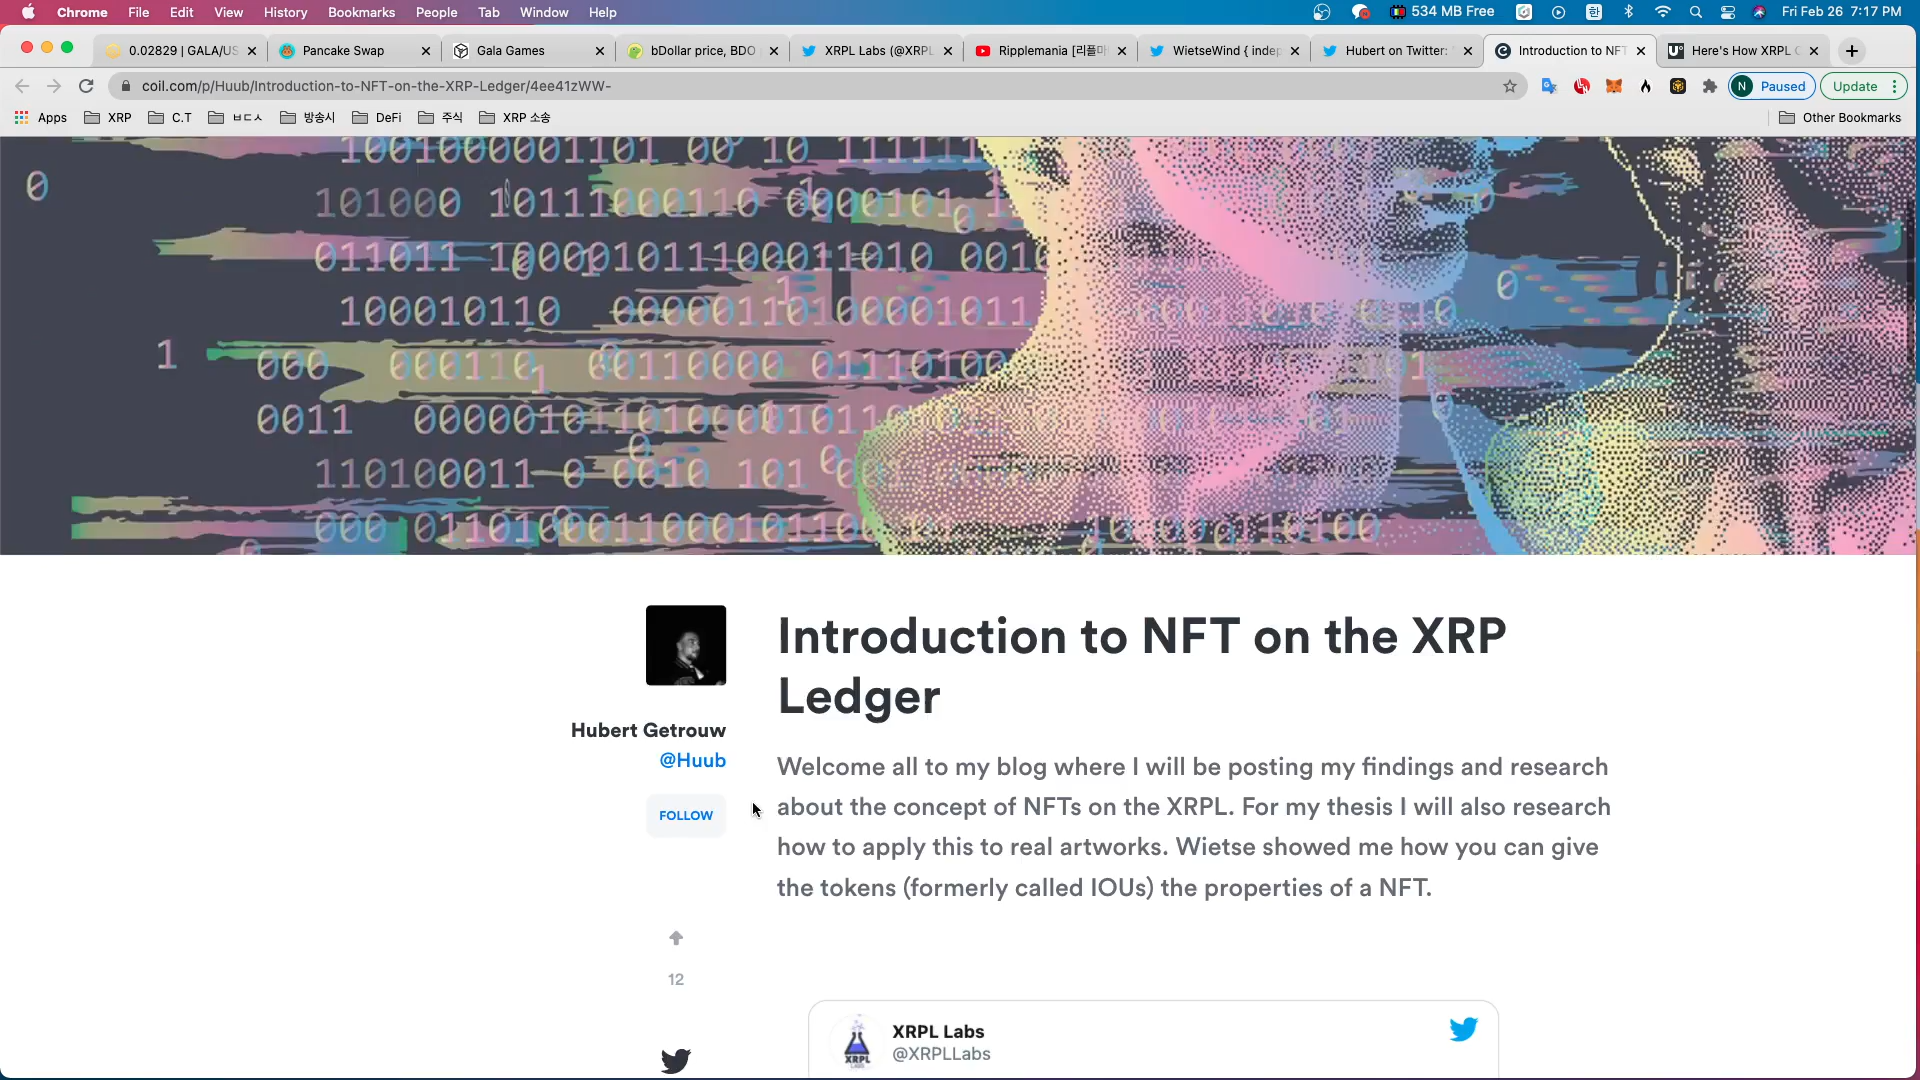 Chrome File Edit View History Bookmarks People Tab Window Help 534 MB Free 한 Fri Feb 26 7:17 PM
0.02829 | GALA/US Pancake Swap Gala Games bDollar price, BDO XRPL Labs (@XRPL Ripplemania [리플마 WietseWind { indep Hubert on Twitter: Introduction to NFT Here's How XRPL
coil.com/p/Huub/Introduction-to-NFT-on-the-XRP-Ledger/4ee41zWW- N Paused Update
Apps XRP C.T ㅂㄷㅅ 방송시 DeFi 주식 XRP 소송 Other Bookmarks
Introduction to NFT on the XRP
Ledger
Hubert Getrouw
@Huub
FOLLOW
Welcome all to my blog where I will be posting my findings and research
about the concept of NFTs on the XRPL. For my thesis I will also research
how to apply this to real artworks. Wietse showed me how you can give
the tokens (formerly called IOUs) the properties of a NFT.
12
XRPL Labs
@XRPLLabs
XRPL
LABS